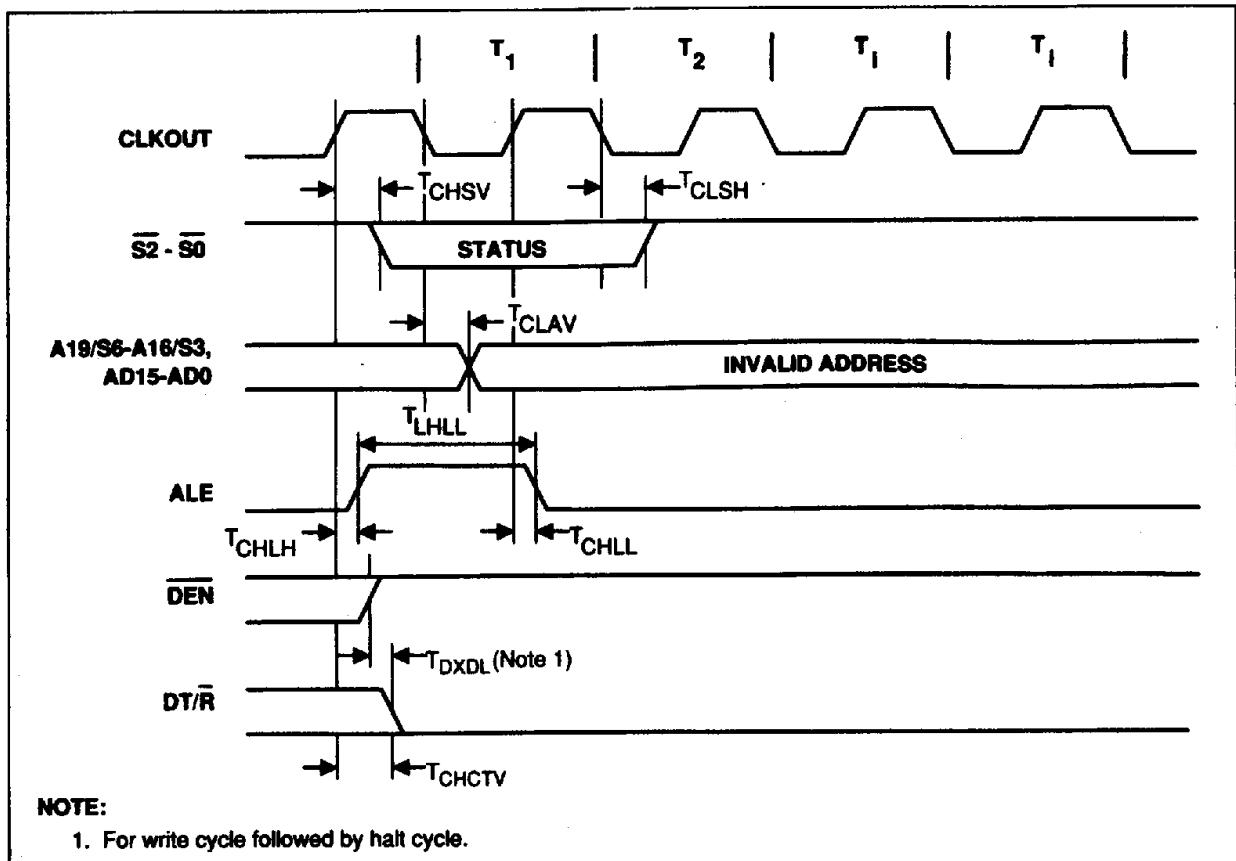 T1 T2 Ti Ti
CLKOUT
TCHSV TCLSH
S2 - S0
STATUS
TCLAV
A19/S6-A16/S3,
AD15-AD0
INVALID ADDRESS
TLHLL
ALE
TCHLH TCHLL
DEN
TDXDL (Note 1)
DT/R
TCHCTV
NOTE:
1. For write cycle followed by halt cycle.